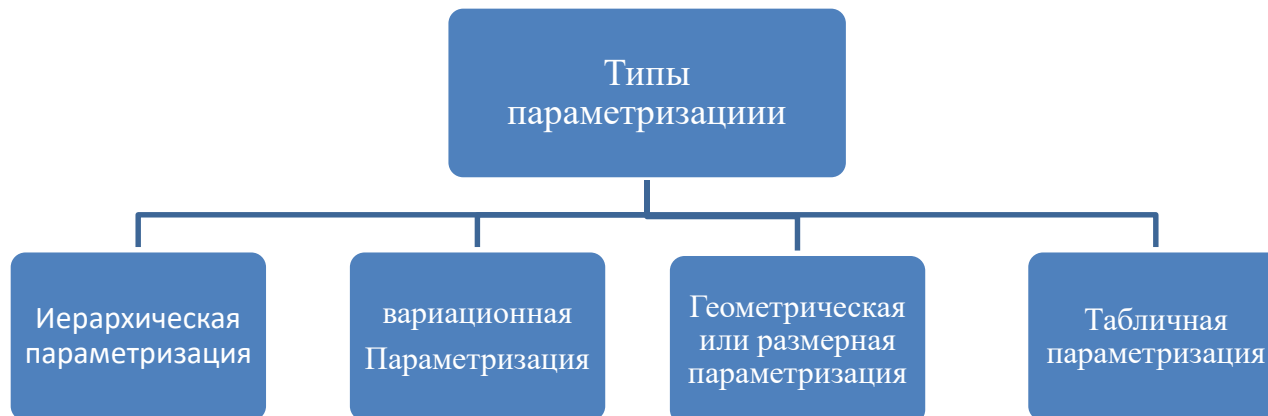 Типы
параметризациии
Иерархическая
параметризация
вариационная
Параметризация
Геометрическая
или размерная
параметризация
Табличная
параметризация